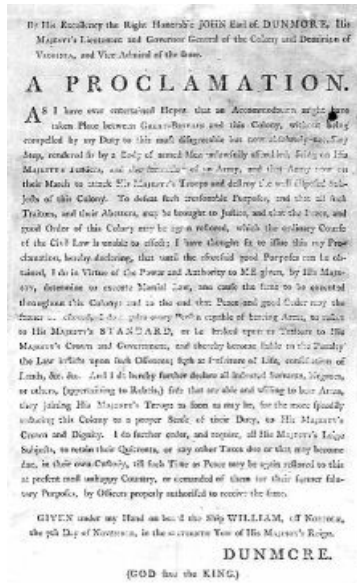 By His Excellency the Right Honorable JOHN Earl of DUNMORE, His
MAJESTY's Lieutenant and Governor General of the Colony and Dominion of
VIRGINIA, and Vice Admiral of the same.
A PROCLAMATION.
AS I have ever entertained Hopes, that an Accommodation might have
taken Place between GREAT-BRITAIN and this Colony, without being
compelled by my Duty to this most disagreeable but now absolutely
Step, rendered so by a Body of armed Men unlawfully assembled, firing on His
MAJESTY's and the formation of an Army, and that Army now on
their March to attack His MAJESTY's Troops and destroy the well disposed Sub-
jects of this Colony. To defeat such treasonable Purposes, and that all such
Traitors, and their Abettors, may be brought to Justice, and that the Peace, and
good Order of this Colony may be again restored, which the ordinary Course
of the Civil Law is unable to effect; I have thought fit to issue this my Pro-
clamation, hereby declaring, that until the aforesaid good Purposes can be ob-
tained, I do in Virtue of the Power and Authority to ME given, by His MAJE-
STY, determine to execute Martial Law, and cause the same to be executed
throughout this Colony: and to the end that Peace and good Order may the
sooner be restored, I do require every Person capable of bearing Arms, to resort
to His MAJESTY's STANDARD, or be looked upon as Traitors to His
MAJESTY's Crown and Government, and thereby become liable to the Penalty
the Law inflicts upon such Offences; such as forfeiture of Life, confiscation of
Lands, &c. &c. And I do hereby further declare all indented Servants, Negroes,
or others, (appertaining to Rebels,) free that are able and willing to bear Arms,
they joining His MAJESTY's Troops as soon as may be, for the more speedily
reducing this Colony to a proper Sense of their Duty, to His MAJESTY's
Crown and Dignity. I do further order, and require, all His MAJESTY's Liege
Subjects, to retain their Quitrents, or any other Taxes due or that may become
due, in their own Custody, till such Time as Peace may be again restored to this
at present most unhappy Country, or demanded of them for their former salu-
tary Purposes, by Officers properly authorised to receive the same.
GIVEN under my Hand on board the Ship WILLIAM, off NORFOLK,
the 7th Day of NOVEMBER, in the SIXTEENTH Year of His MAJESTY's Reign.
DUNMORE.
(GOD save the KING.)